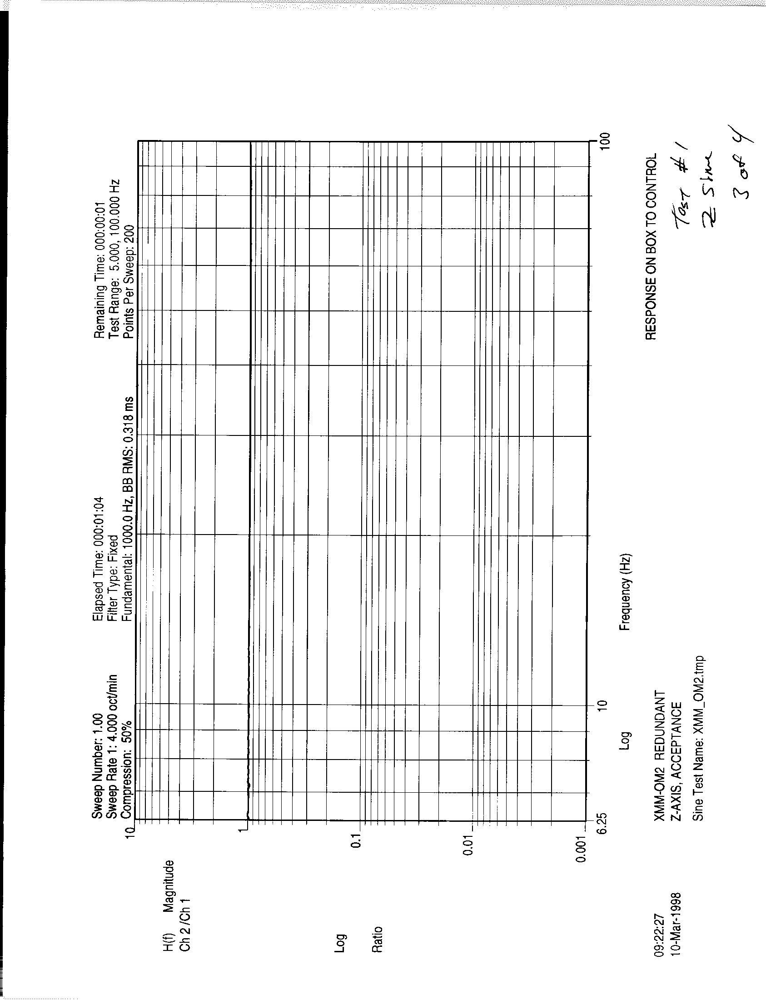 Sweep Number: 1.00
Sweep Rate 1: 4.000 oct/min
Compression: 50%
Elapsed Time: 000:01:04
Filter Type: Fixed
Fundamental: 1000.0 Hz, BB RMS: 0.318 ms
Remaining Time: 000:00:01
Test Range: 5.000, 100.000 Hz
Points Per Sweep: 200
H(f) Magnitude
Ch 2 /Ch 1
Log
Ratio
10
1
0.1
0.01
0.001
6.25
10
100
Log
Frequency (Hz)
09:22:27
10-Mar-1998
XMM-OM2 REDUNDANT
Z-AXIS, ACCEPTANCE
Sine Test Name: XMM_OM2.tmp
RESPONSE ON BOX TO CONTROL
Test # 1
Z Sine
3 of 4